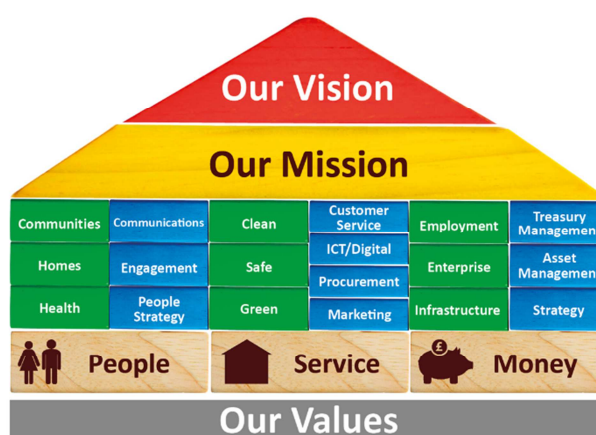 Our Vision
Our Mission
Communities
Communications
Clean
Customer
Service
Employment
Treasury
Management
Homes
Engagement
Safe
ICT/Digital
Enterprise
Asset
Management
Health
People
Strategy
Green
Procurement
Marketing
Infrastructure
Strategy
People
Service
£
Money
Our Values